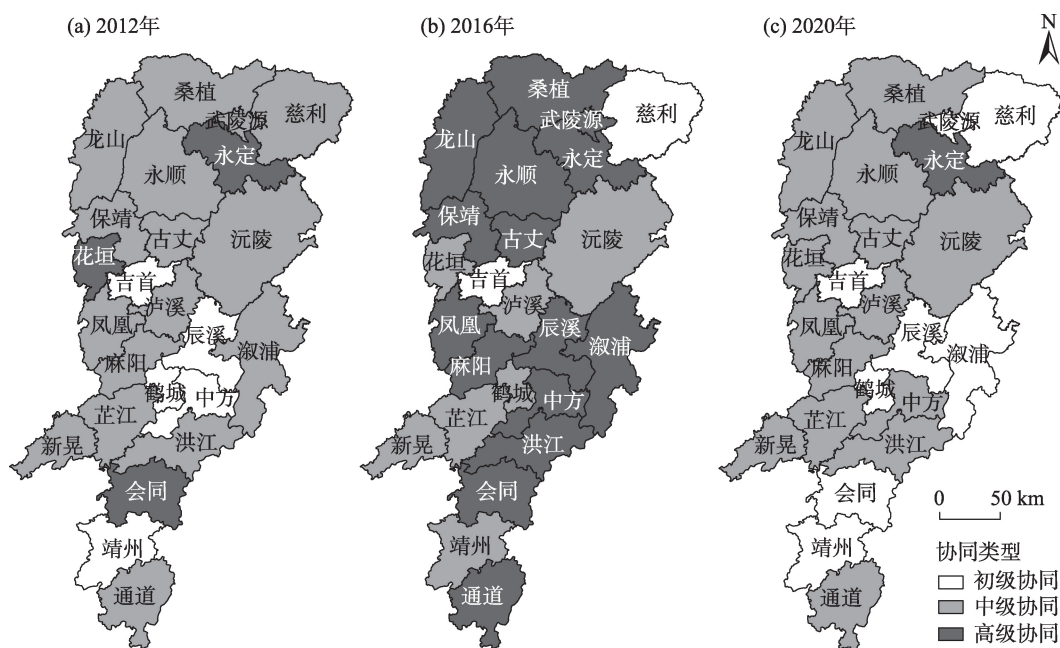 (a) 2012年
(b) 2016年
(c) 2020年
N
桑植
武陵源
慈利
龙山
永定
永顺
保靖
古丈
沅陵
花垣
吉首
泸溪
凤凰
辰溪
溆浦
麻阳
鹤城
中方
芷江
新晃
洪江
会同
靖州
通道
桑植
武陵源
慈利
龙山
永定
永顺
保靖
古丈
沅陵
花垣
吉首
泸溪
凤凰
辰溪
溆浦
麻阳
鹤城
中方
芷江
洪江
会同
靖州
通道
桑植
武陵源
慈利
龙山
永定
永顺
保靖
古丈
沅陵
花垣
吉首
泸溪
凤凰
辰溪
溆浦
麻阳
鹤城
中方
芷江
新晃
洪江
会同
靖州
通道
0 50 km
协同类型
初级协同
中级协同
高级协同
新晃